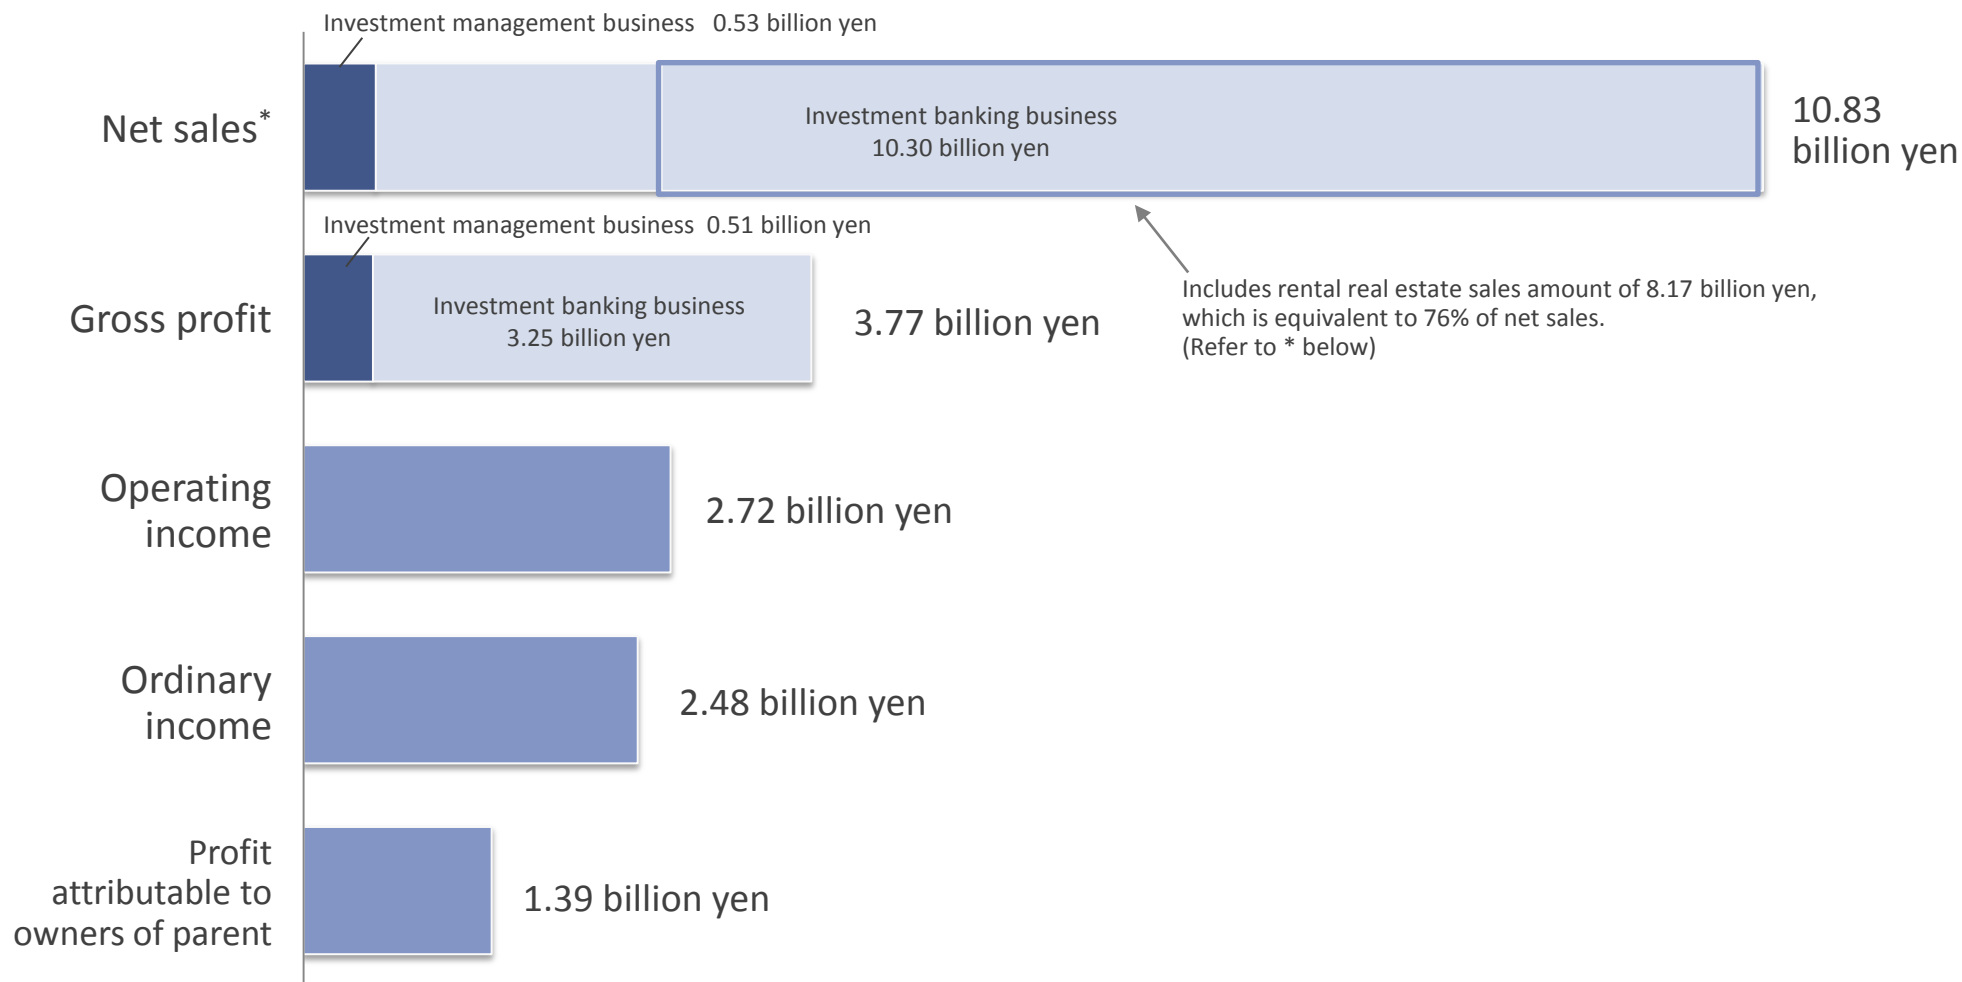 Investment management business 0.53 billion yen
Net sales*
Investment banking business
10.30 billion yen
10.83
billion yen
Investment management business 0.51 billion yen
Gross profit
Investment banking business
3.25 billion yen
3.77 billion yen
Includes rental real estate sales amount of 8.17 billion yen,
which is equivalent to 76% of net sales.
(Refer to * below)
Operating
income
2.72 billion yen
Ordinary
income
2.48 billion yen
Profit
attributable to
owners of parent
1.39 billion yen